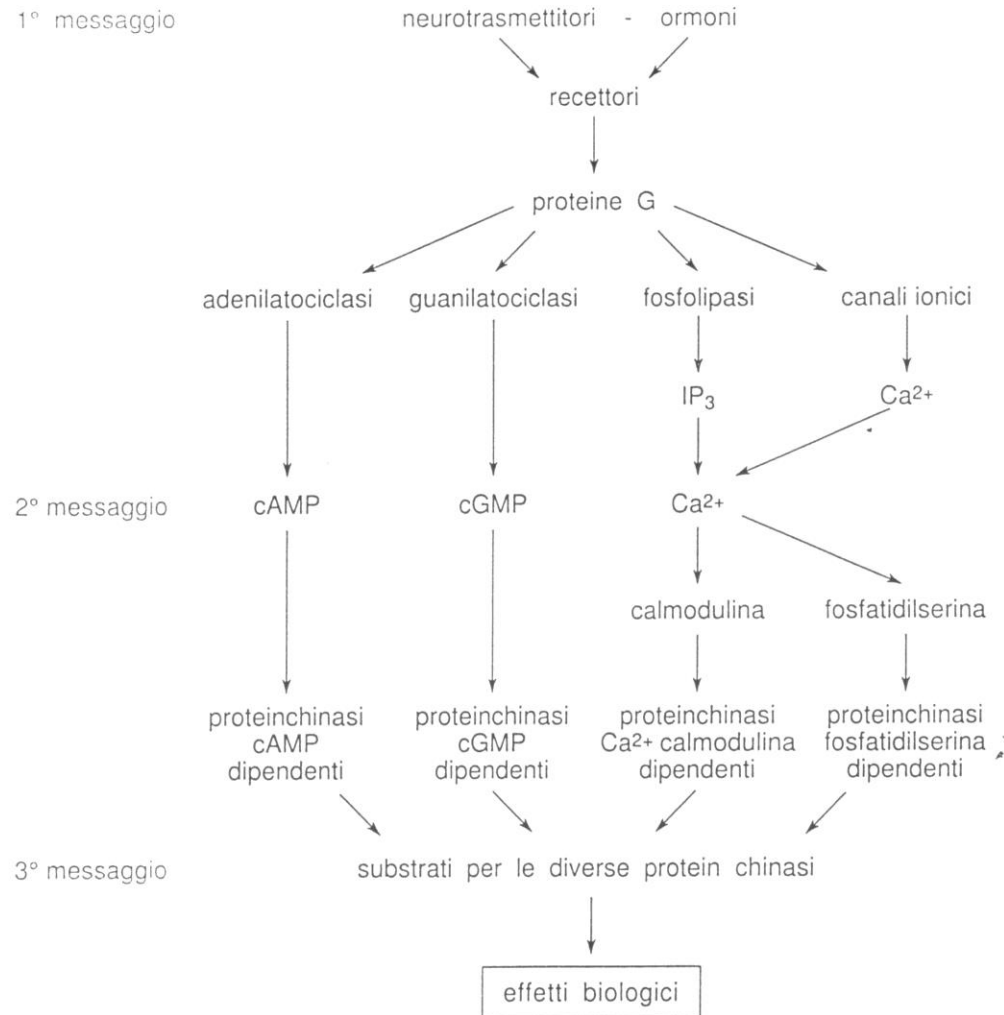 1° messaggio neurotrasmettitori - ormoni
recettori
proteine G
adenilatociclasi guanilatociclasi fosfolipasi canali ionici
IP₃ Ca²⁺
2° messaggio cAMP cGMP Ca²⁺
calmodulina fosfatidilserina
proteinchinasi proteinchinasi proteinchinasi proteinchinasi
cAMP cGMP Ca²⁺ calmodulina fosfatidilserina
dipendenti dipendenti dipendenti dipendenti
3° messaggio substrati per le diverse protein chinasi
effetti biologici